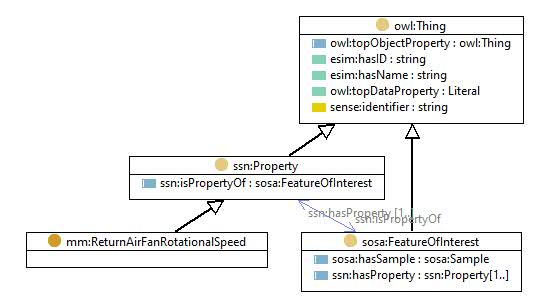 owl:Thing
owl:topObjectProperty : owl:Thing
esim:hasID : string
esim:hasName : string
owl:topDataProperty : Literal
sense:identifier : string
ssn:Property
ssn:isPropertyOf : sosa:FeatureOfInterest
ssn:hasProperty [1..]
ssn:isPropertyOf
mm:ReturnAirFanRotationalSpeed
sosa:FeatureOfInterest
sosa:hasSample : sosa:Sample
ssn:hasProperty : ssn:Property[1..]